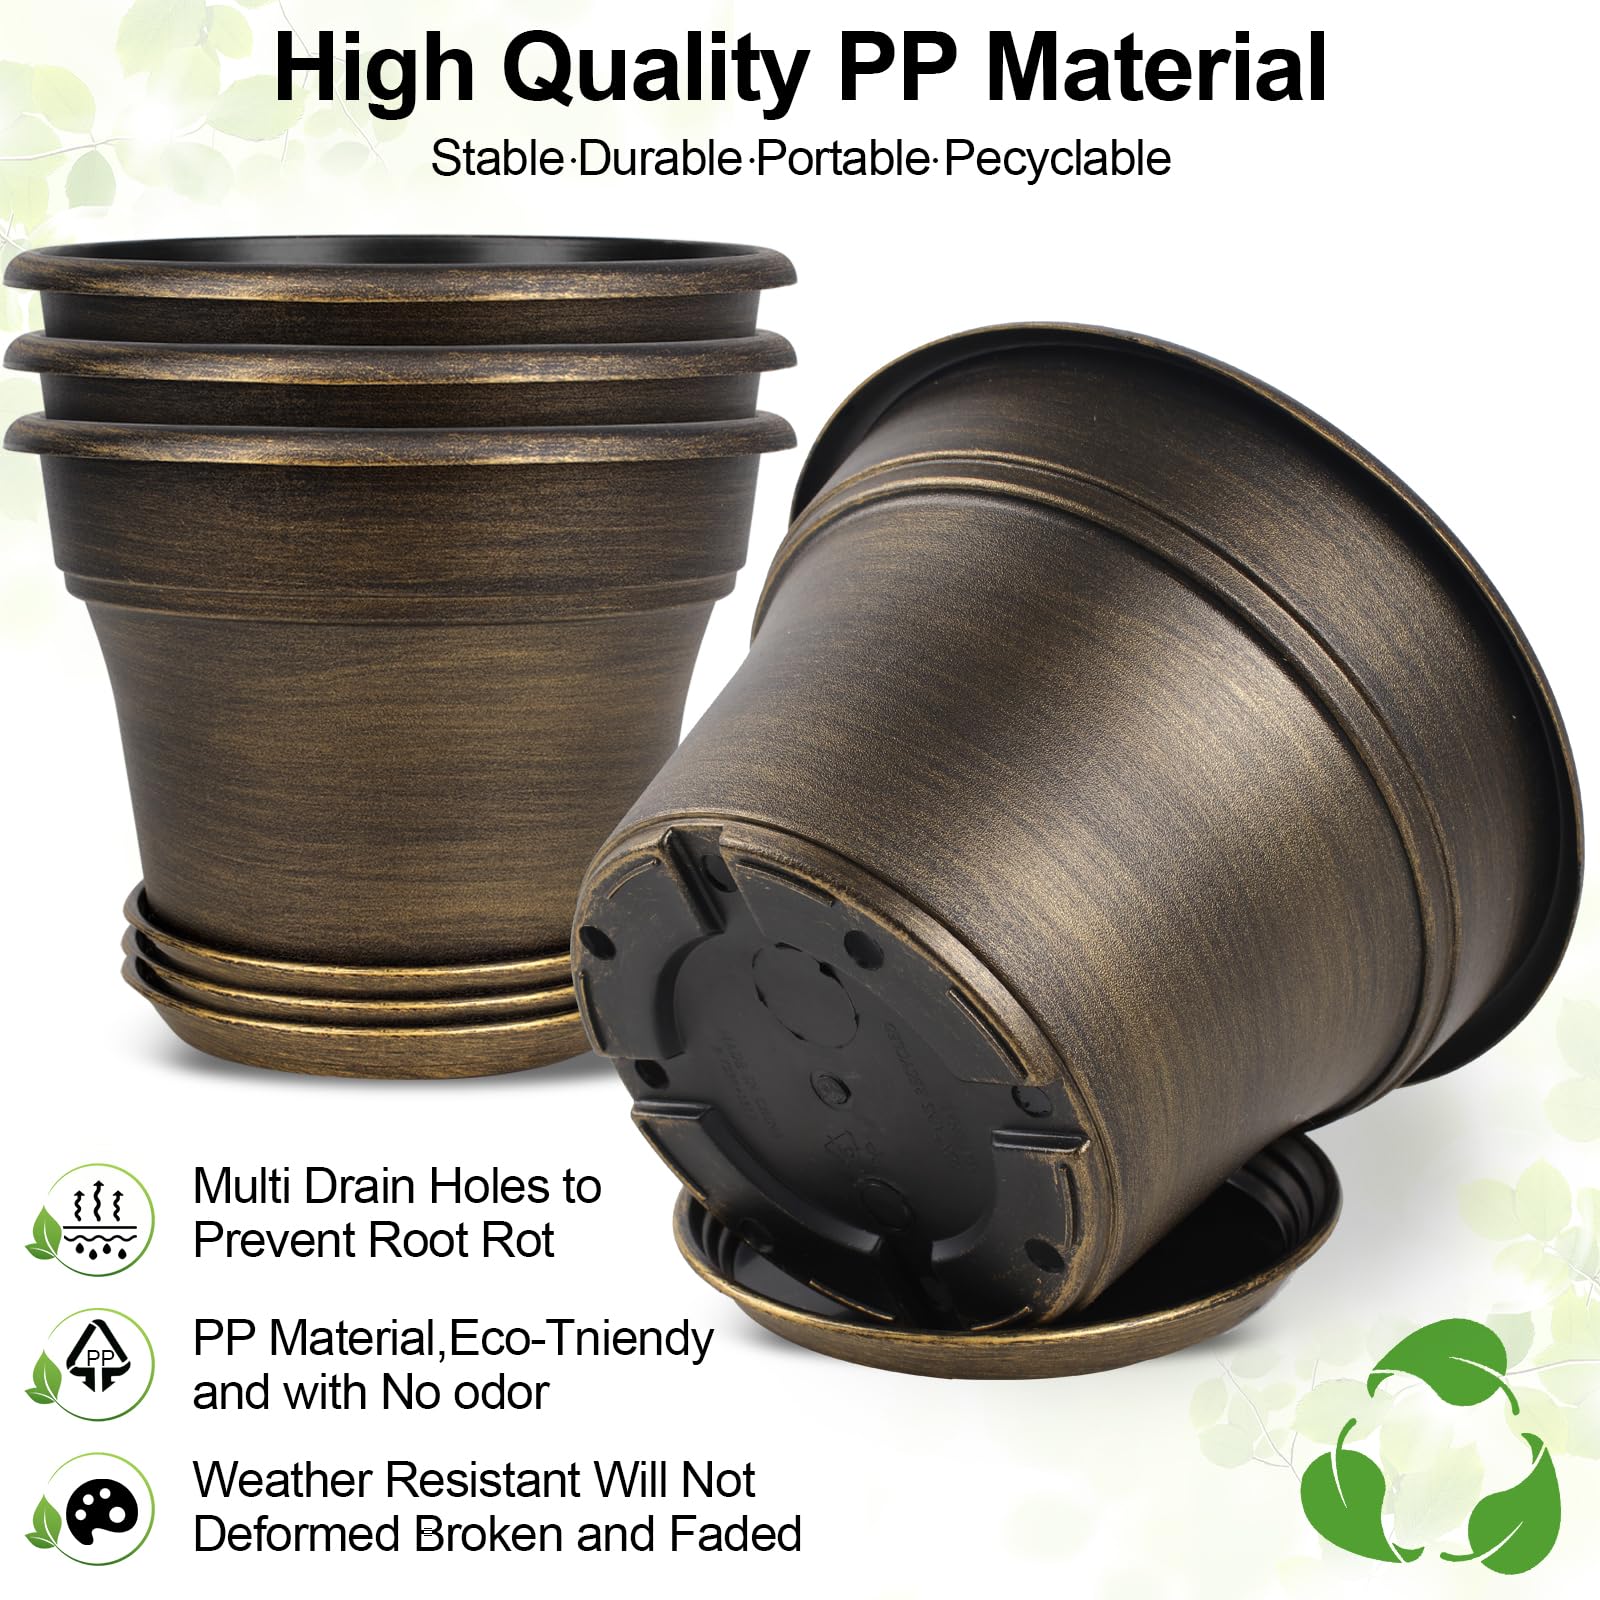 High Quality PP Material
Stable·Durable·Portable·Pecyclable
Multi Drain Holes to
Prevent Root Rot
PP
PP Material,Eco-Tniendy
and with No odor
Weather Resistant Will Not
Deformed Broken and Faded